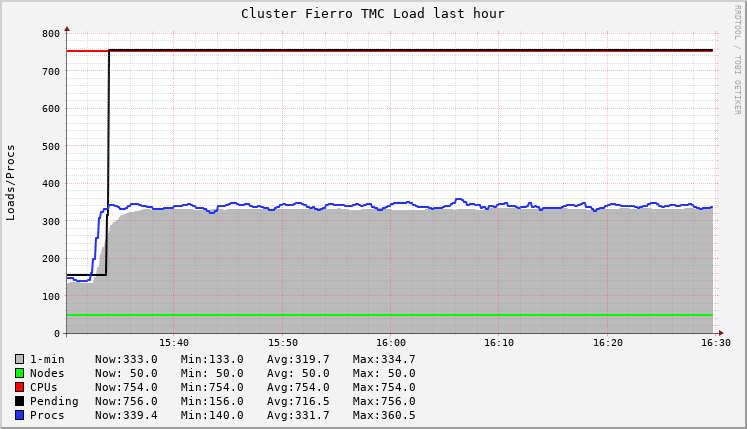 Cluster Fierro TMC Load last hour
RRDTOOL / TOBI OETIKER
Loads/Procs
800
700
600
500
400
300
200
100
0
15:40 15:50 16:00 16:10 16:20 16:30
1-min Now:333.0 Min:133.0 Avg:319.7 Max:334.7
Nodes Now: 50.0 Min: 50.0 Avg: 50.0 Max: 50.0
CPUs Now:754.0 Min:754.0 Avg:754.0 Max:754.0
Pending Now:756.0 Min:156.0 Avg:716.5 Max:756.0
Procs Now:339.4 Min:140.0 Avg:331.7 Max:360.5